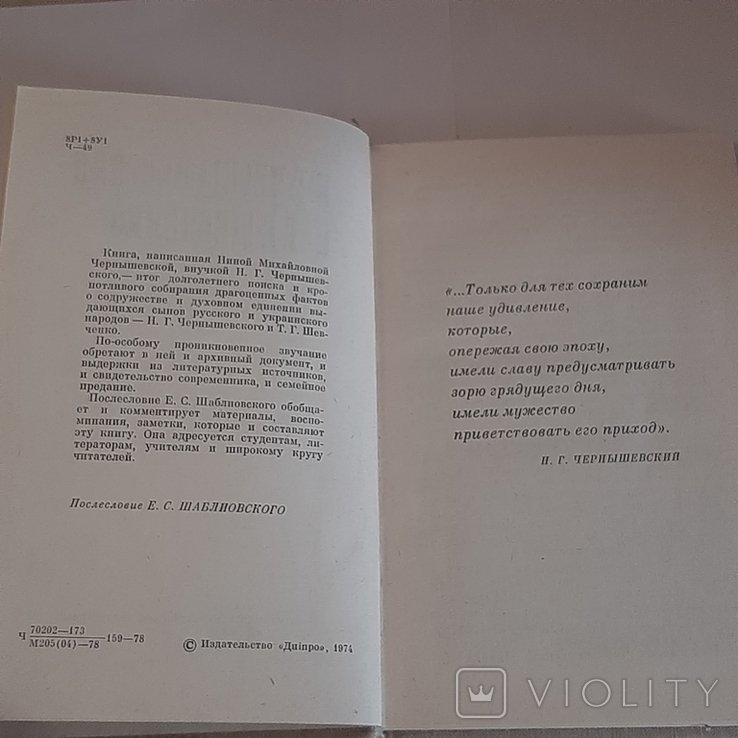 8Р1+8У1
Ч—49
Книга, написанная Ниной Михайловной
Чернышевской, внучкой Н. Г. Чернышев-
ского,— итог долголетнего поиска и кро-
потливого собирания драгоценных фактов
о содружестве и духовном единении вы-
дающихся сынов русского и украинского
народов — Н. Г. Чернышевского и Т. Г. Шев-
ченко.
По-особому проникновенное звучание
обретают в ней и архивный документ, и
выдержки из литературных источников,
и свидетельство современника, и семейное
предание.
Послесловие Е. С. Шаблиовского обобща-
ет и комментирует материалы, воспо-
минания, заметки, которые и составляют
эту книгу. Она адресуется студентам, ли-
тераторам, учителям и широкому кругу
читателей.
Послесловие Е. С. ШАБЛИОВСКОГО
Ч 70202—173
М205(04)—78 159—78
© Издательство «Дніпро», 1974
«...Только для тех сохраним
наше удивление,
которые,
опережая свою эпоху,
имели славу предусматривать
зорю грядущего дня,
имели мужество
приветствовать его приход».
Н. Г. ЧЕРНЫШЕВСКИЙ
VIOLITY